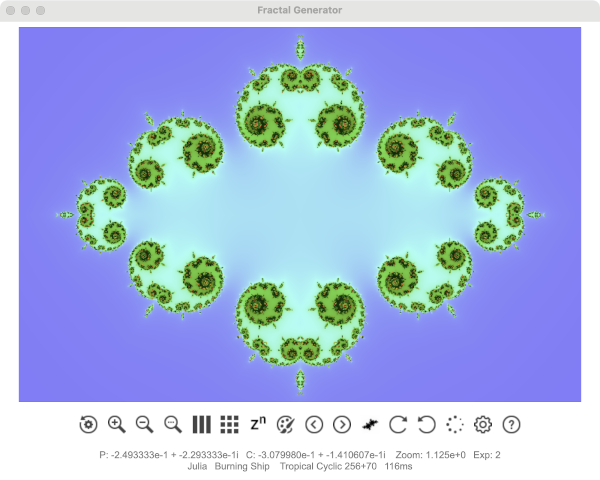 Fractal Generator
zn
P: -2.493333e-1 + -2.293333e-1i C: -3.079980e-1 + -1.410607e-1i Zoom: 1.125e+0 Exp: 2
Julia Burning Ship Tropical Cyclic 256+70 116ms